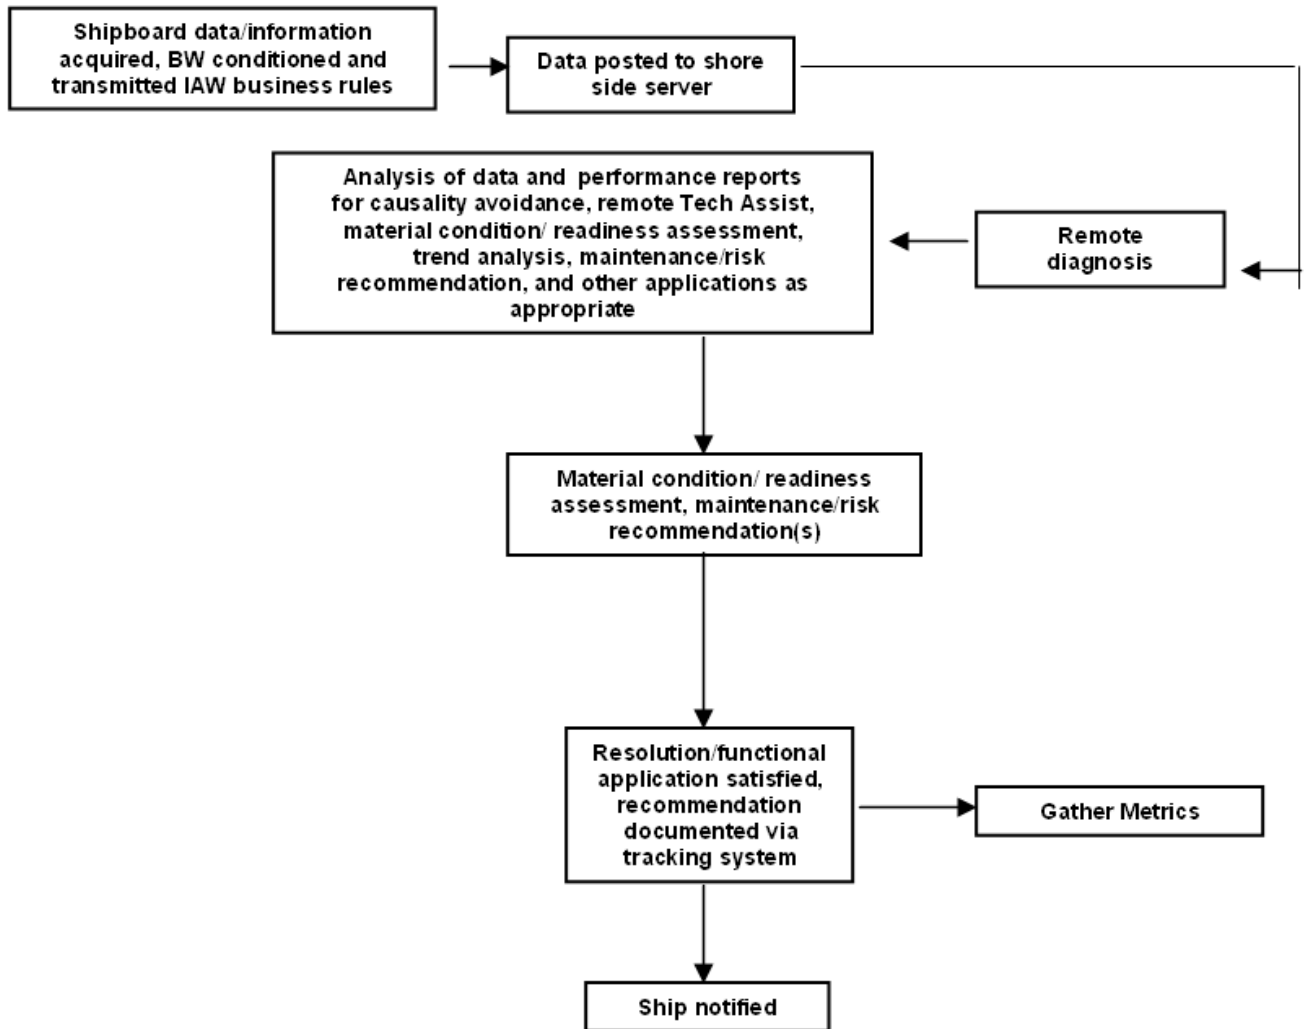 Shipboard data/information
acquired, BW conditioned and
transmitted IAW business rules
Data posted to shore
side server
Analysis of data and performance reports
for causality avoidance, remote Tech Assist,
material condition/ readiness assessment,
trend analysis, maintenance/risk
recommendation, and other applications as
appropriate
Remote
diagnosis
Material condition/ readiness
assessment, maintenance/risk
recommendation(s)
Resolution/functional
application satisfied,
recommendation
documented via
tracking system
Gather Metrics
Ship notified